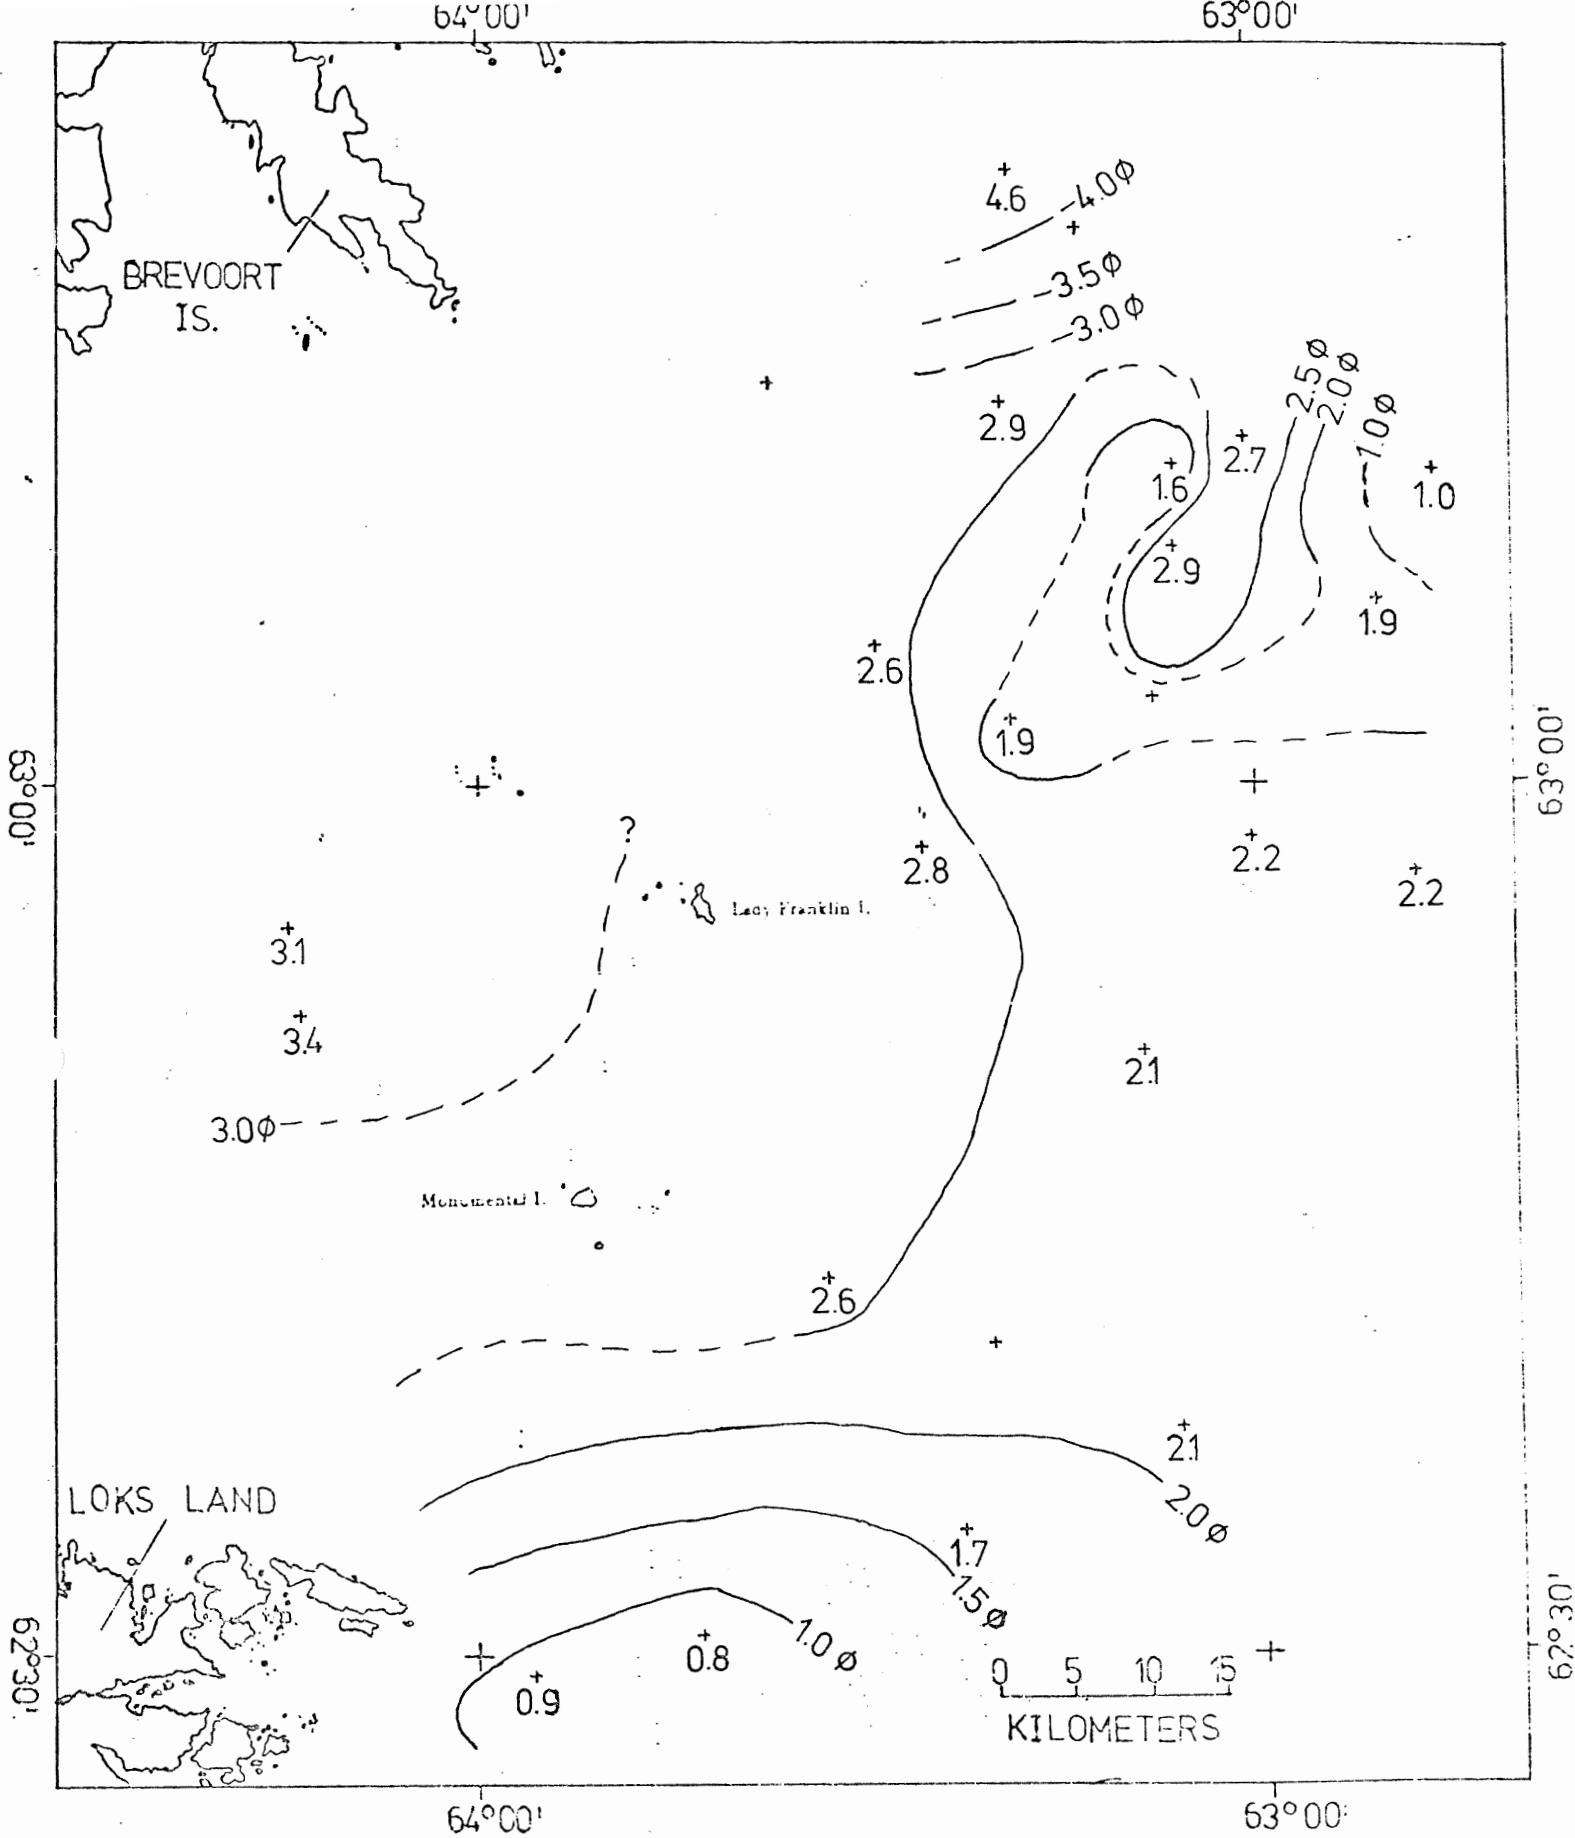 64°00' 63°00'
4.6
4.0φ
BREVOORT
IS.
3.5φ
3.0φ
2.9
2.5φ
2.0φ
1.0φ
2.7
1.6
1.0
2.9
1.9
2.6
1.9
63°00'
63°00'
?
2.8
2.2
2.2
Lady Franklin I.
3.1
3.4
2.1
3.0φ
Monumental I.
2.6
2.1
LOKS LAND
2.0φ
1.7
1.5φ
62°30'
62°30'
1.0φ
0.8
0.9
0 5 10 15
KILOMETERS
64°00' 63°00'